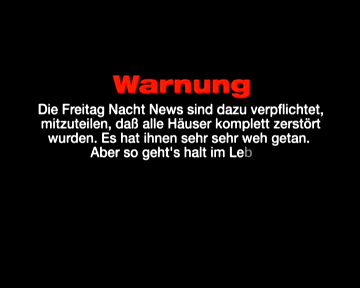 Warnung
Die Freitag Nacht News sind dazu verpflichtet,
mitzuteilen, daß alle Häuser komplett zerstört
wurden. Es hat ihnen sehr sehr weh getan.
Aber so geht's halt im Leb